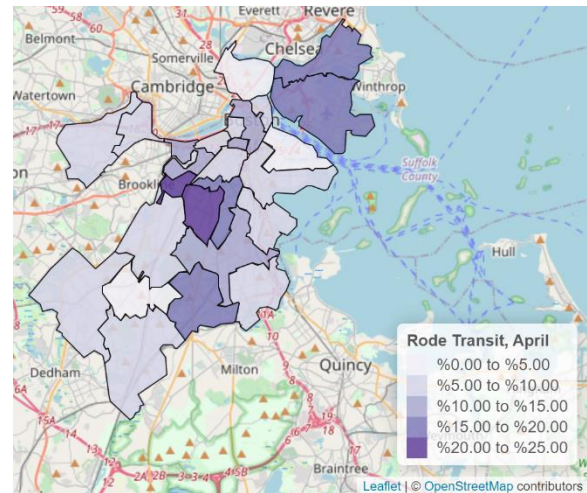 Everett
Revere
Belmont
Somerville
28
Chelsea
Watertown
Cambridge
Winthrop
Suffolk
County
Brookl
Hull
Dedham
Milton
Quincy
Braintree
Rode Transit, April
%0.00 to %5.00
%5.00 to %10.00
%10.00 to %15.00
%15.00 to %20.00
%20.00 to %25.00
Leaflet | © OpenStreetMap contributors